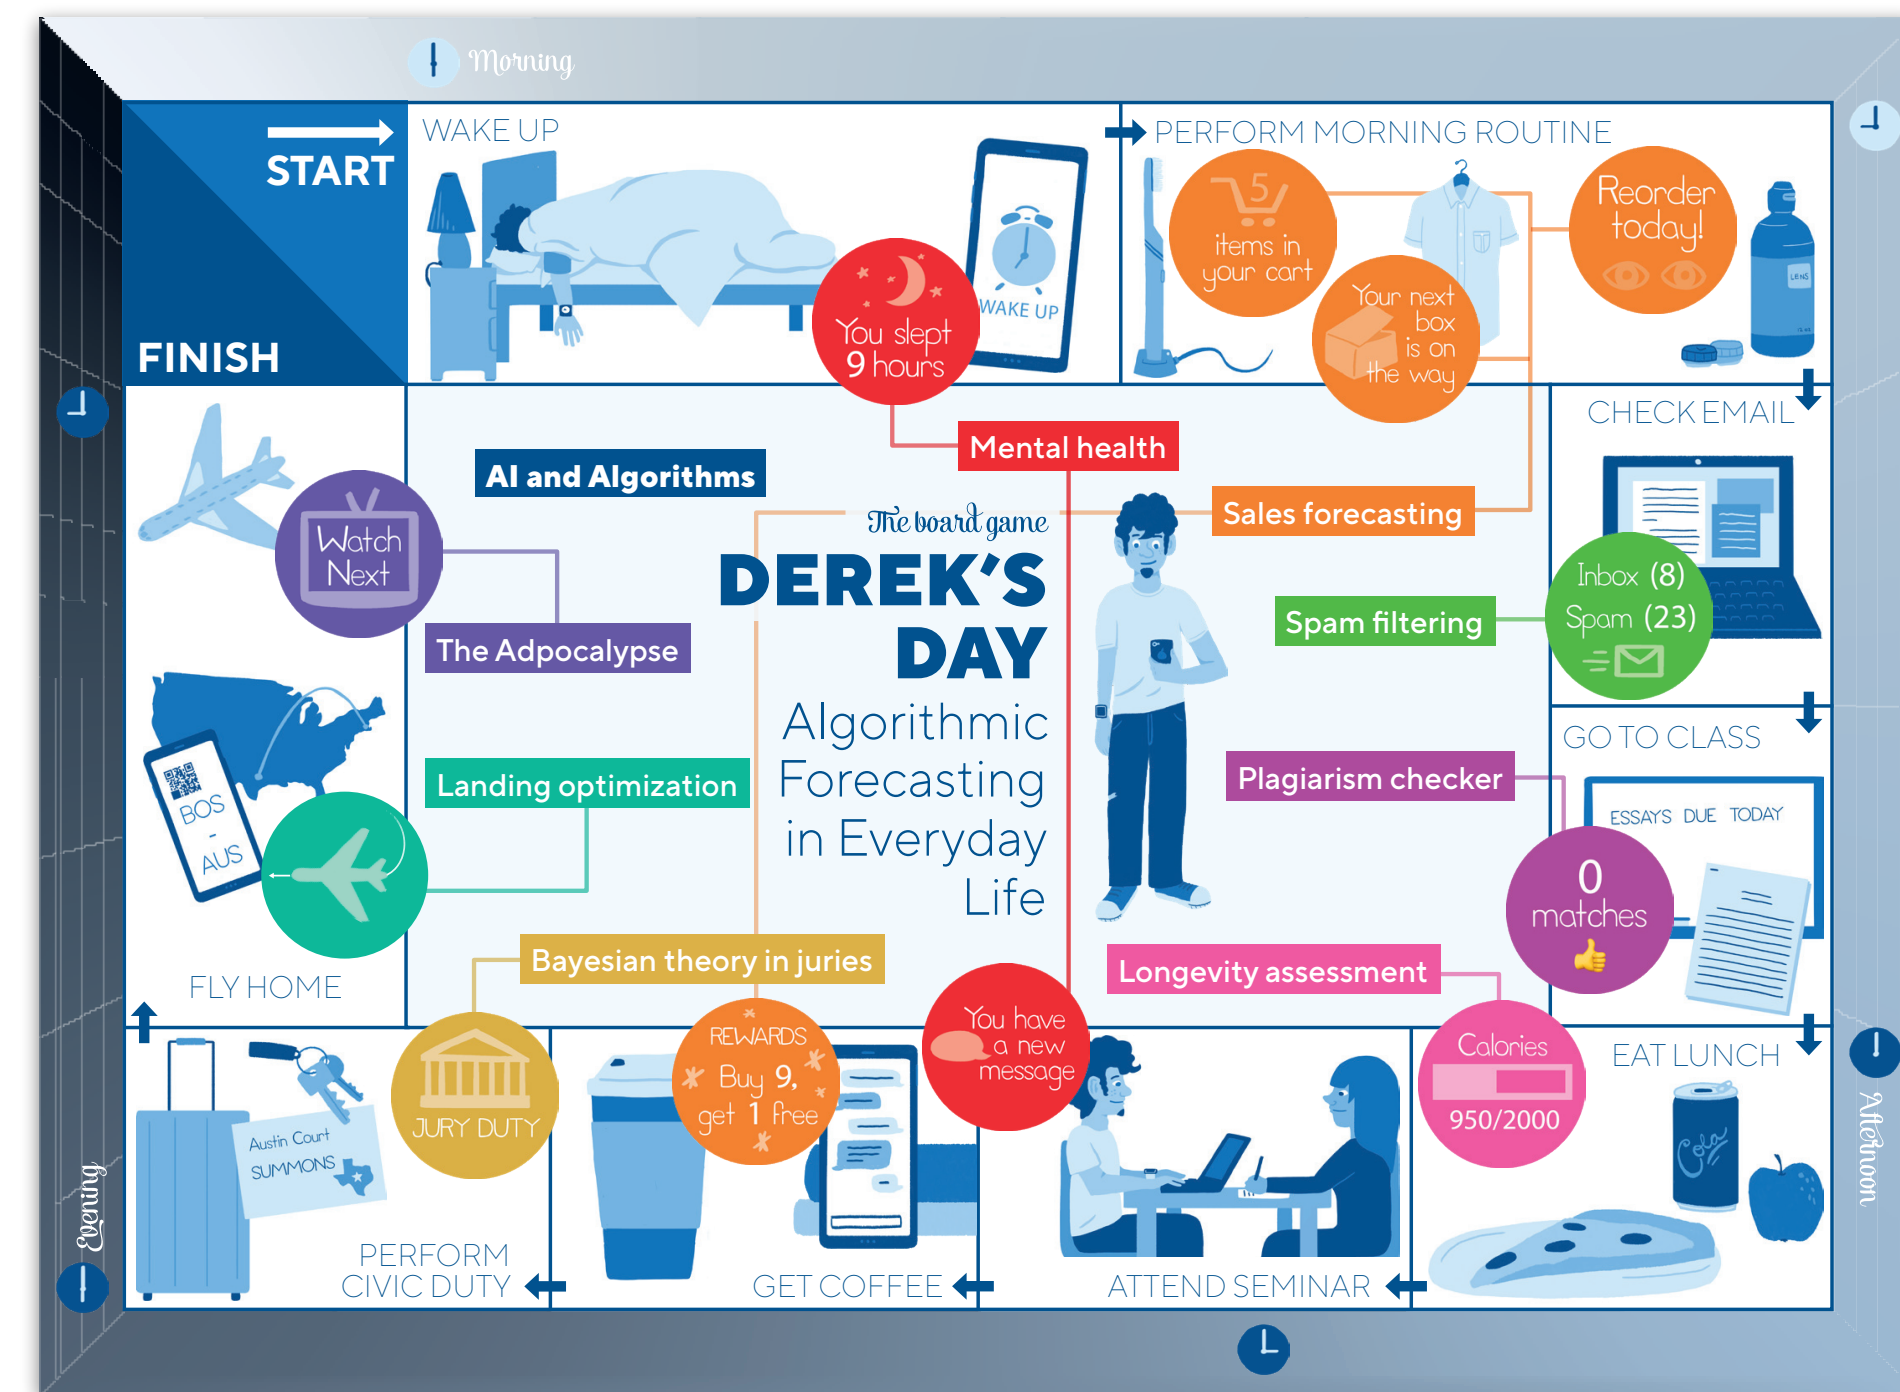 Morning
START
FINISH
WAKE UP
WAKE UP
You slept
9 hours
PERFORM MORNING ROUTINE
5
items in
your cart
Your next
box
is on
the way
Reorder
today!
LENS
CHECK EMAIL
Inbox (8)
Spam (23)
GO TO CLASS
ESSAYS DUE TODAY
0
matches
EAT LUNCH
Calories
950/2000
Cola
Afternoon
ATTEND SEMINAR
You have
a new
message
GET COFFEE
REWARDS
Buy 9,
get 1 free
PERFORM
CIVIC DUTY
JURY DUTY
Austin Court
SUMMONS
Evening
FLY HOME
BOS
-
AUS
Watch
Next
AI and Algorithms
The board game
DEREK'S
DAY
Algorithmic
Forecasting
in Everyday
Life
Mental health
Sales forecasting
Spam filtering
Plagiarism checker
Longevity assessment
Bayesian theory in juries
Landing optimization
The Adpocalypse